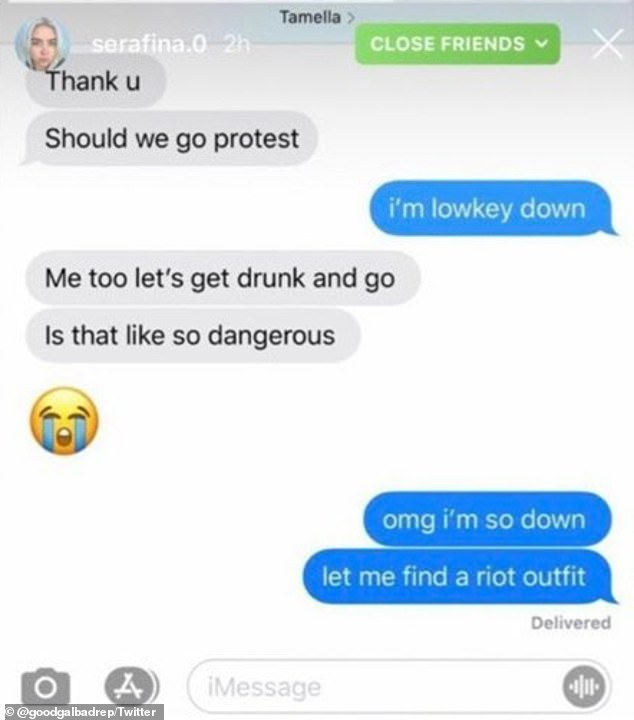 Tamella >
serafina.0 2h
CLOSE FRIENDS
Thank u
Should we go protest
i'm lowkey down
Me too let's get drunk and go
Is that like so dangerous
omg i'm so down
let me find a riot outfit
Delivered
iMessage
© @goodgalbadrep/Twitter